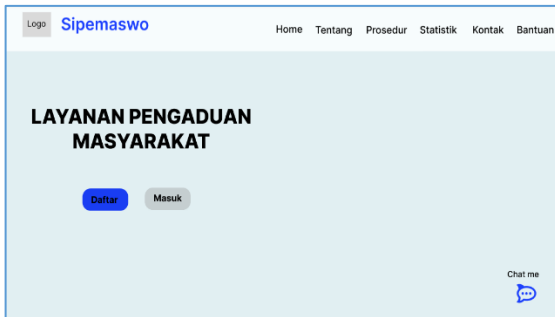 Logo
Sipemaswo
Home Tentang Prosedur Statistik Kontak Bantuan
LAYANAN PENGADUAN
MASYARAKAT
Daftar
Masuk
Chat me